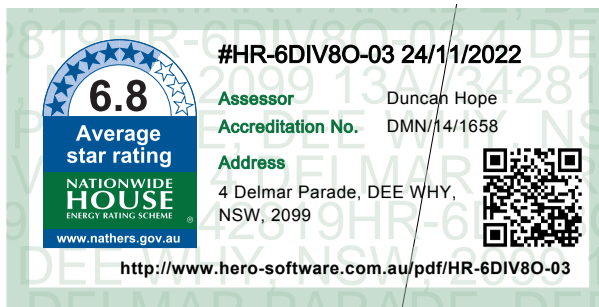 #HR-6DIV8O-03 24/11/2022
6.8
Average
star rating
NATIONWIDE
HOUSE
ENERGY RATING SCHEME
®
www.nathers.gov.au
Assessor Duncan Hope
Accreditation No. DMN/14/1658
Address
4 Delmar Parade, DEE WHY,
NSW, 2099
http://www.hero-software.com.au/pdf/HR-6DIV8O-03